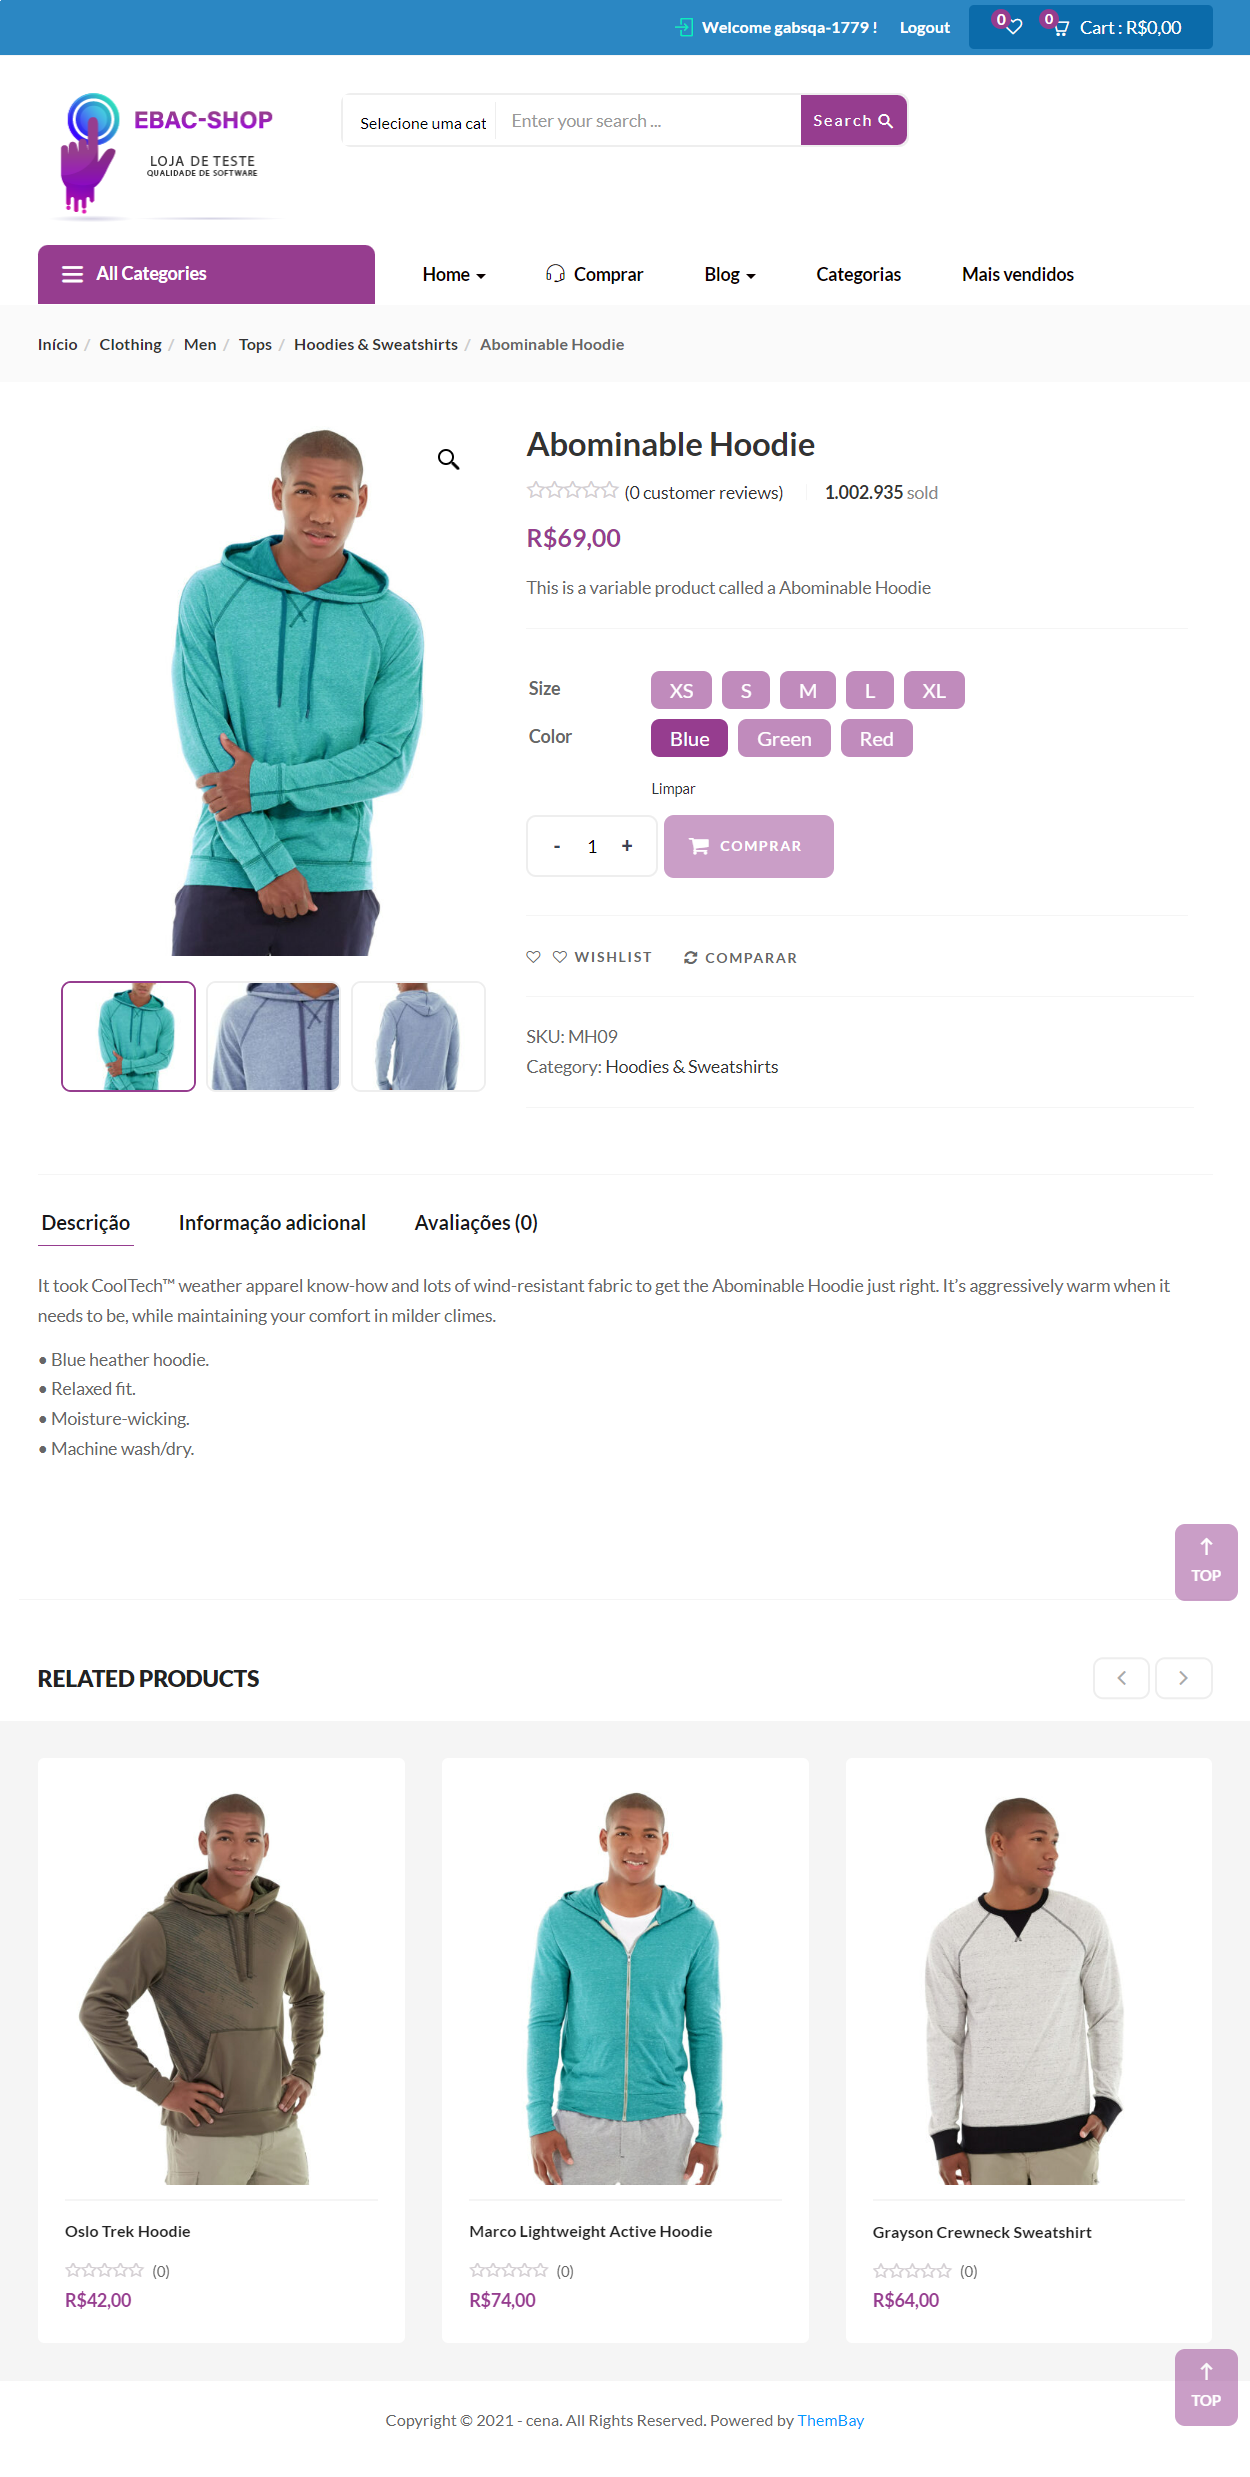 Welcome gabsqa-1779 !
Logout
0
0
Cart : R$0,00
EBAC-SHOP
LOJA DE TESTE
QUALIDADE DE SOFTWARE
Selecione uma cat
Enter your search ...
Search
All Categories
Home
Comprar
Blog
Categorias
Mais vendidos
Início / Clothing / Men / Tops / Hoodies & Sweatshirts / Abominable Hoodie
Abominable Hoodie
(0 customer reviews)
1.002.935 sold
R$69,00
This is a variable product called a Abominable Hoodie
Size
XS
S
M
L
XL
Color
Blue
Green
Red
Limpar
- 1 +
COMPRAR
WISHLIST
COMPARAR
SKU: MH09
Category: Hoodies & Sweatshirts
Descrição
Informação adicional
Avaliações (0)
It took CoolTech™ weather apparel know-how and lots of wind-resistant fabric to get the Abominable Hoodie just right. It’s aggressively warm when it
needs to be, while maintaining your comfort in milder climes.
• Blue heather hoodie.
• Relaxed fit.
• Moisture-wicking.
• Machine wash/dry.
TOP
RELATED PRODUCTS
Oslo Trek Hoodie
(0)
R$42,00
Marco Lightweight Active Hoodie
(0)
R$74,00
Grayson Crewneck Sweatshirt
(0)
R$64,00
TOP
Copyright © 2021 - cena. All Rights Reserved. Powered by ThemBay